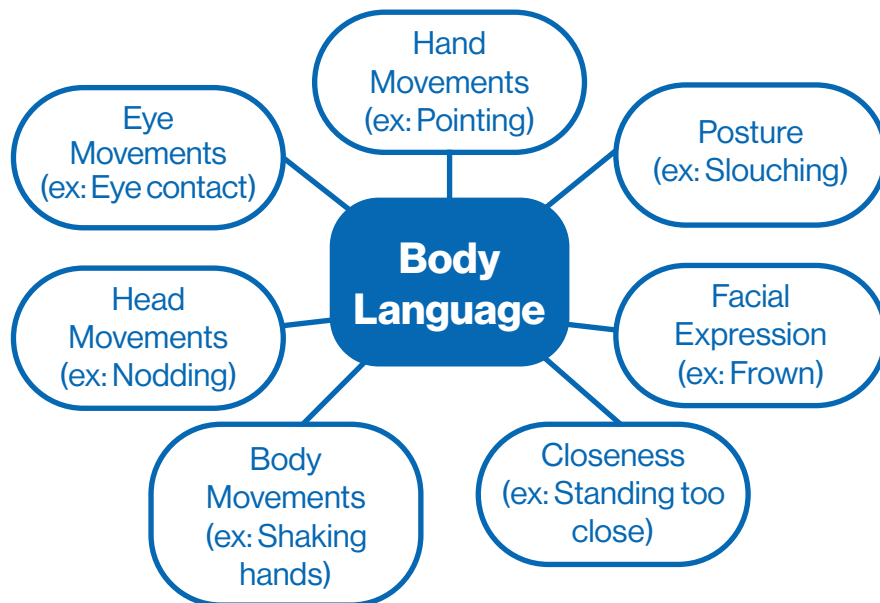 Hand
Movements
(ex: Pointing)
Eye
Movements
(ex: Eye contact)
Posture
(ex: Slouching)
Body
Language
Head
Movements
(ex: Nodding)
Facial
Expression
(ex: Frown)
Body
Movements
(ex: Shaking
hands)
Closeness
(ex: Standing too
close)